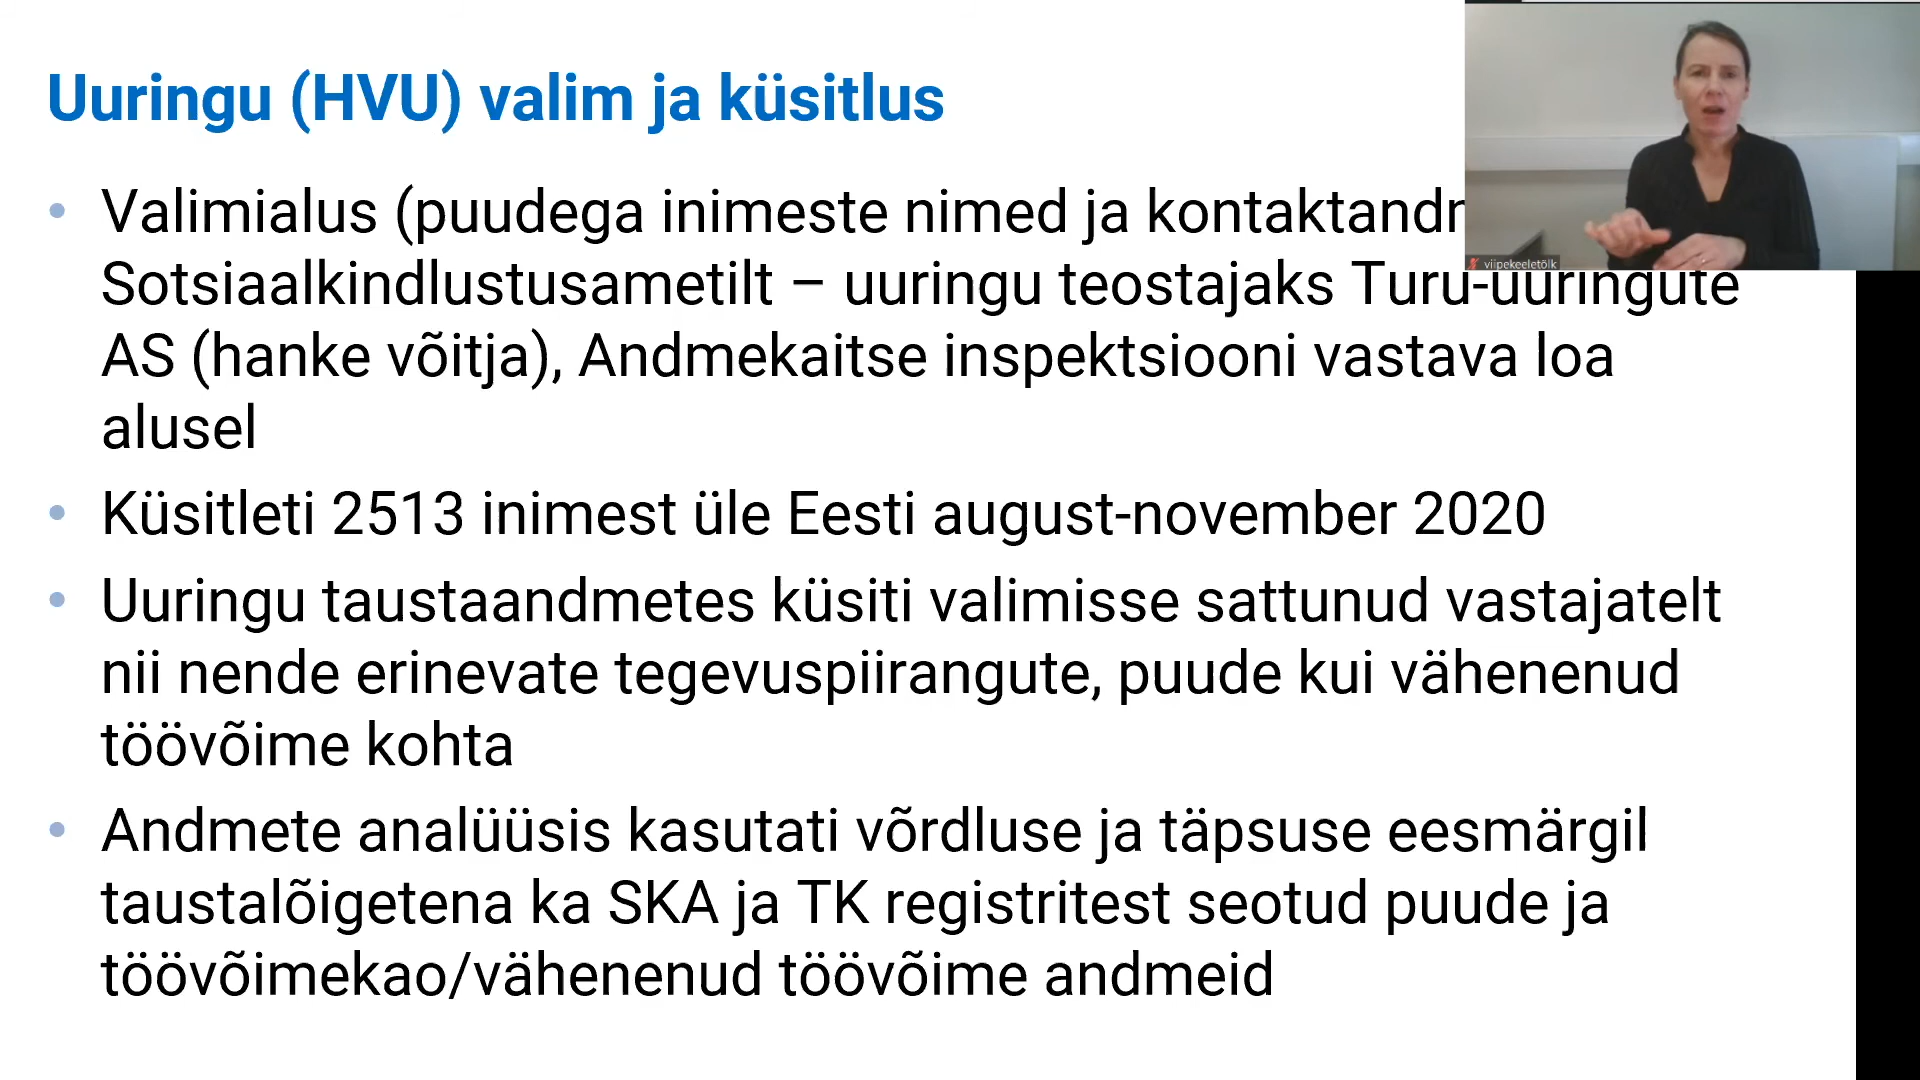 Uuringu (HVU) valim ja küsitlus
Valimialus (puudega inimeste nimed ja
Sotsiaalkindlustusametilt – uuringu teostajaks Turu-uuringute
AS (hanke võitja), Andmekaitse inspektsiooni vastava loa
alusel
Küsitleti 2513 inimest üle Eesti august-november 2020
Uuringu taustaandmetes küsiti valimisse sattunud vastajatelt
nii nende erinevate tegevuspiirangute, puude kui vähenenud
töövõime kohta
Andmete analüüsis kasutati võrdluse ja täpsuse eesmärgil
taustalõigetena ka SKA ja TK registritest seotud puude ja
töövõimekao/vähenenud töövõime andmeid
viipekeeletõlk